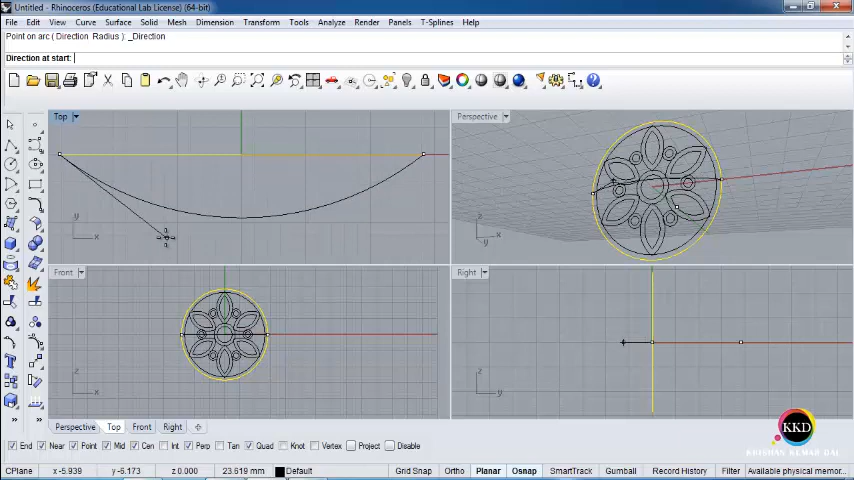 Untitled - Rhinoceros (Educational Lab License) (64-bit)
File Edit View Curve Surface Solid Mesh Dimension Transform Tools Analyze Render Panels T-Splines Help
Point on arc ( Direction Radius ): _Direction
Direction at start:
Top
Perspective
y
x
z
y x
Front
Right
z
x
z
y
Perspective Top Front Right
End Near Point Mid Cen Int Perp Tan Quad Knot Vertex Project Disable
KKD
KRISHAN KUMAR DAI
CPlane x -5.939 y -6.173 z 0.000 23.619 mm Default Grid Snap Ortho Planar Osnap SmartTrack Gumball Record History Filter Available physical memor...